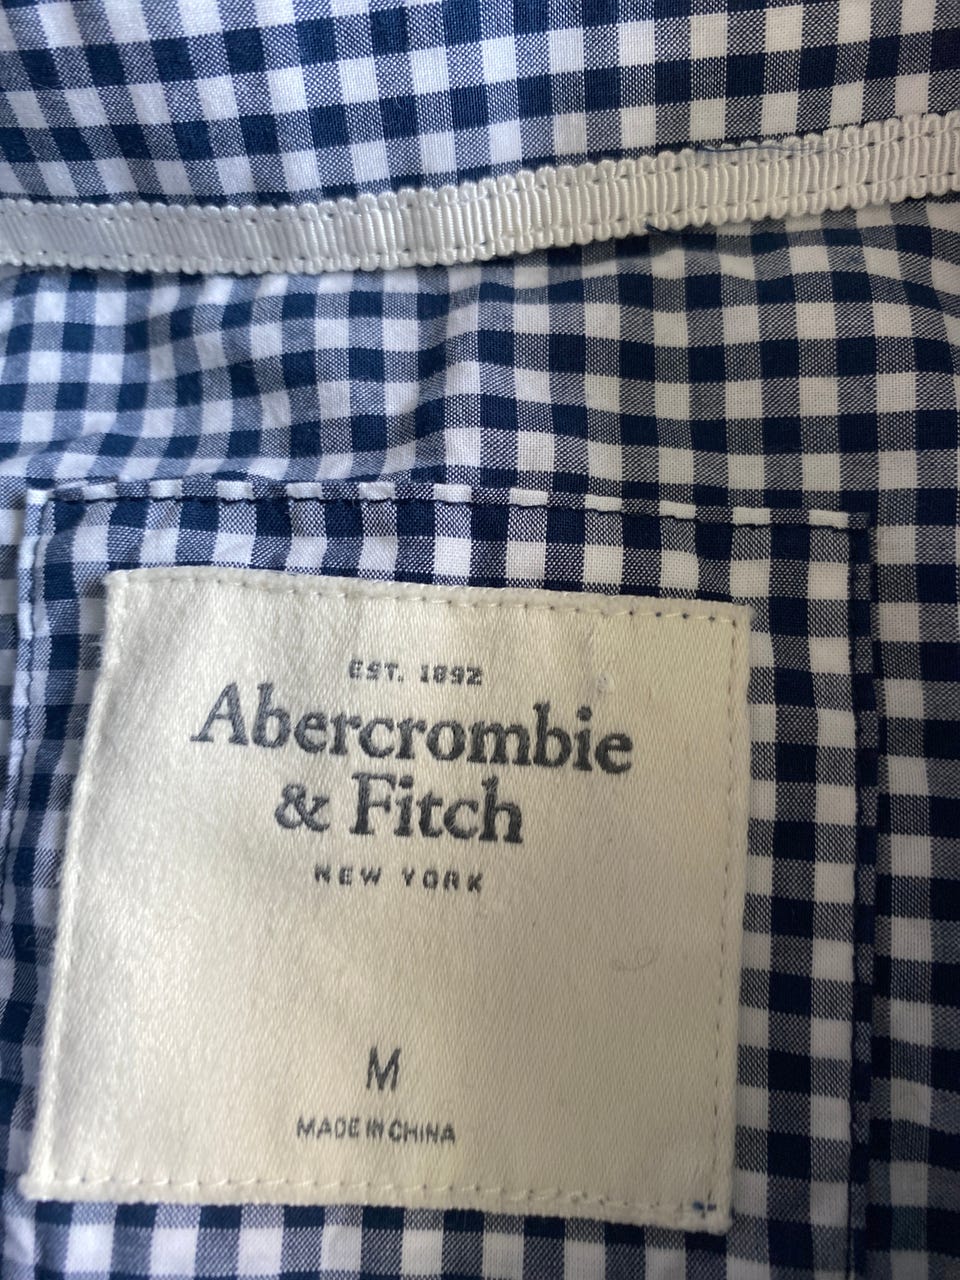 EST. 1892
Abercrombie
& Fitch
NEW YORK
M
MADE IN CHINA